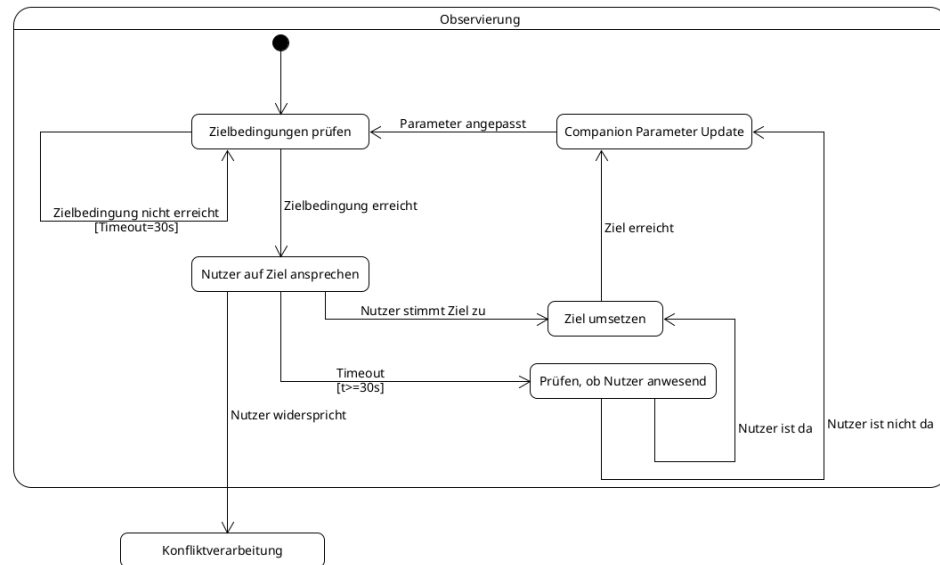 Observierung
Zielbedingungen prüfen
Parameter angepasst
Companion Parameter Update
Zielbedingung nicht erreicht
[Timeout=30s]
Zielbedingung erreicht
Ziel erreicht
Nutzer auf Ziel ansprechen
Nutzer stimmt Ziel zu
Ziel umsetzen
Timeout
[t>=30s]
Prüfen, ob Nutzer anwesend
Nutzer widerspricht
Nutzer ist da
Nutzer ist nicht da
Konfliktverarbeitung